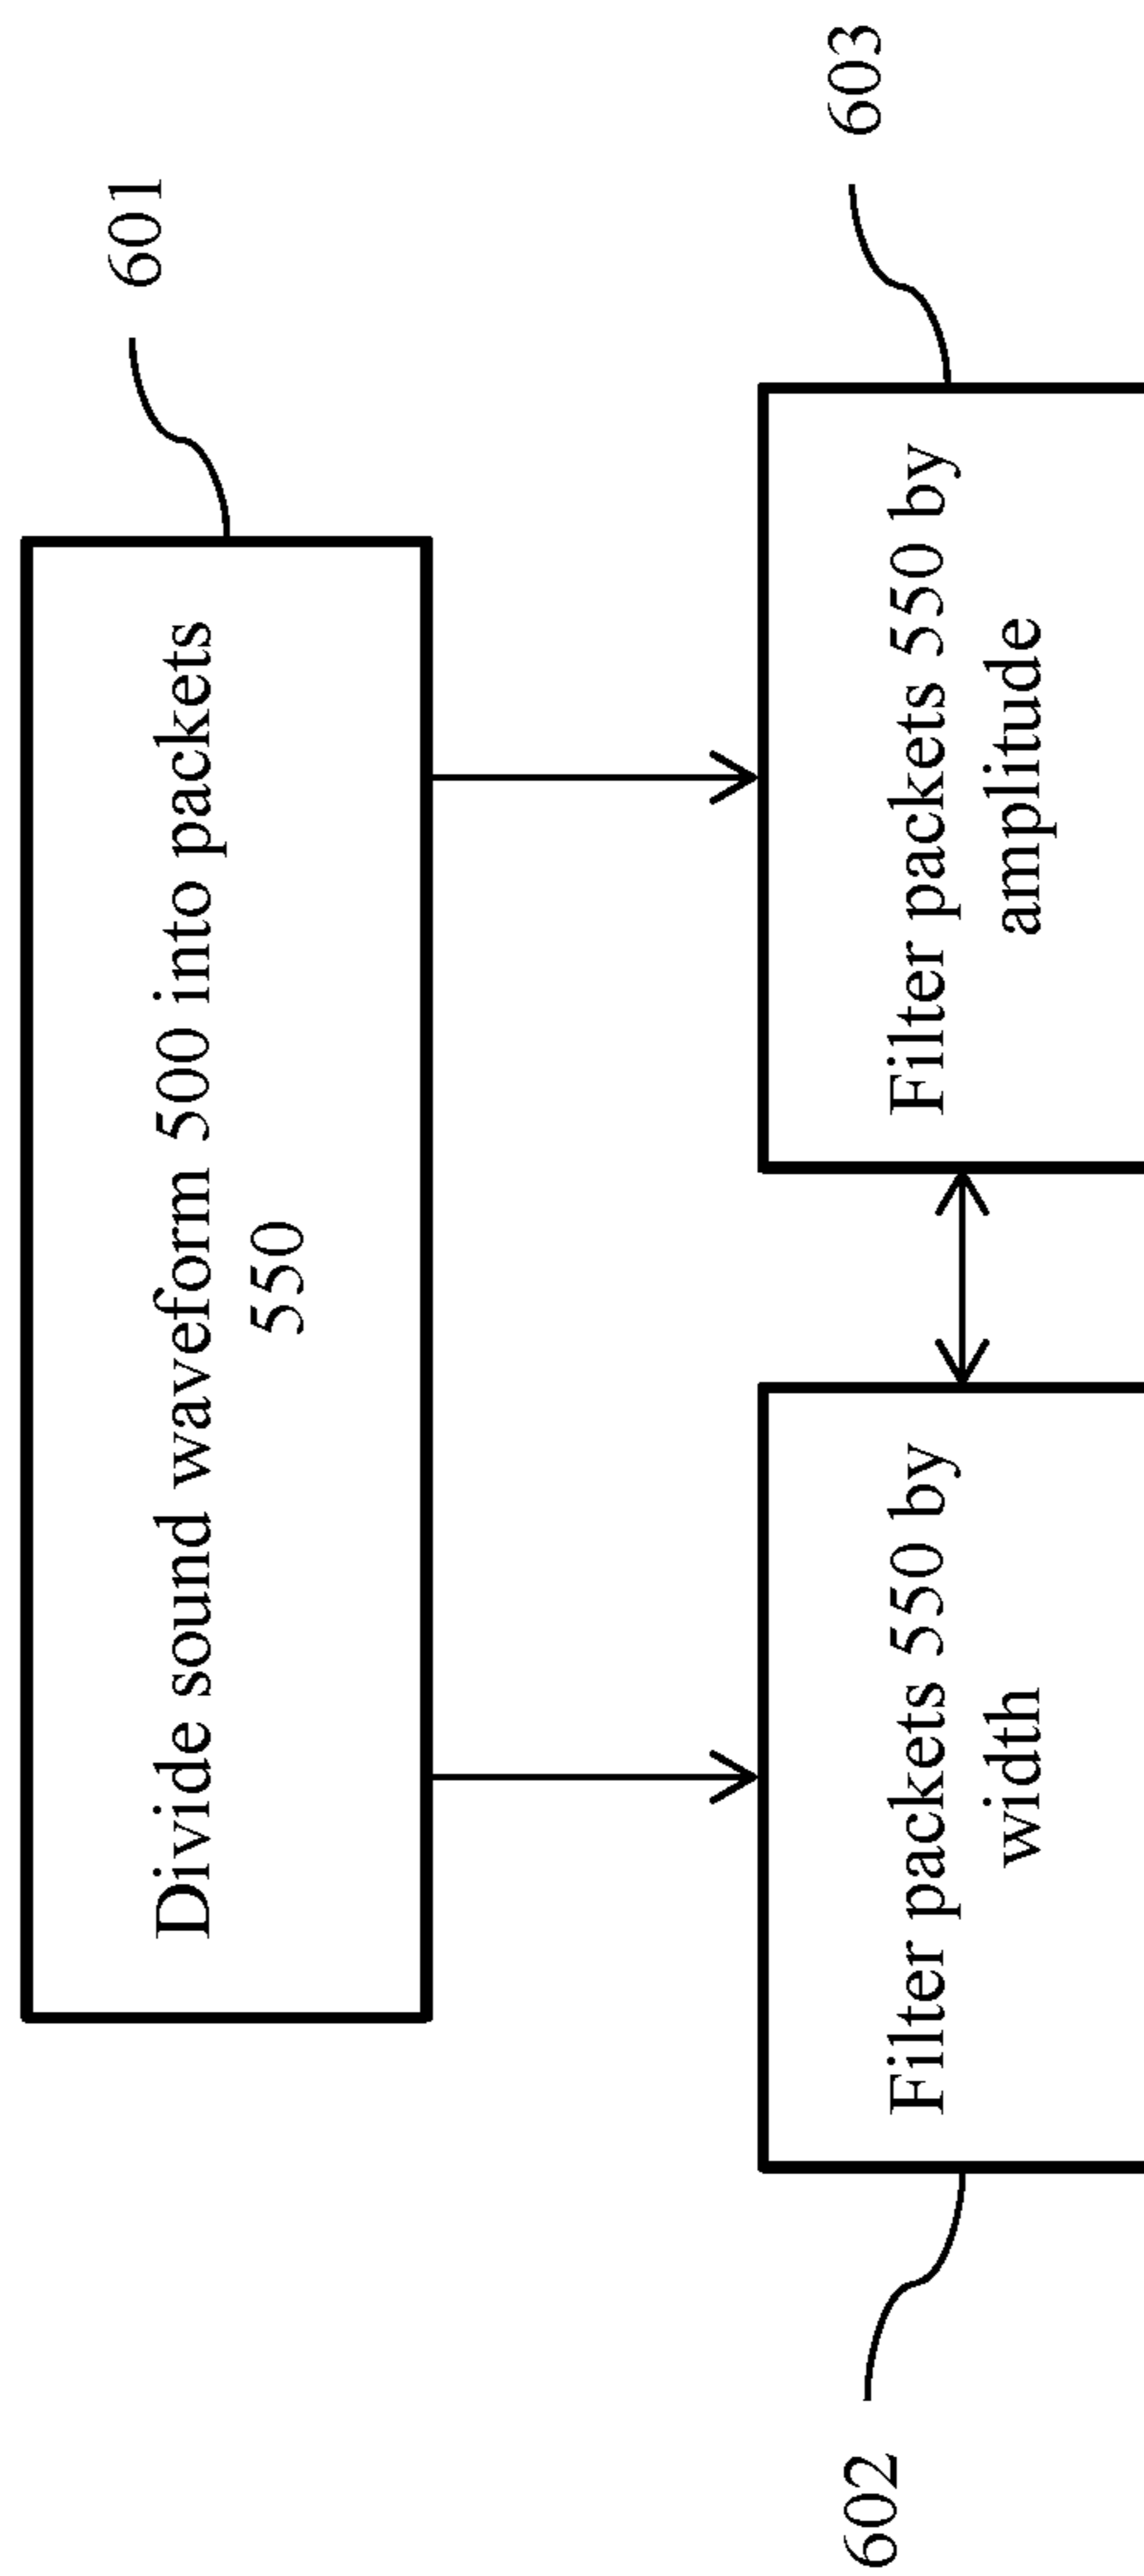 601
Divide sound waveform 500 into packets
550
602
Filter packets 550 by
width
Filter packets 550 by
amplitude
603